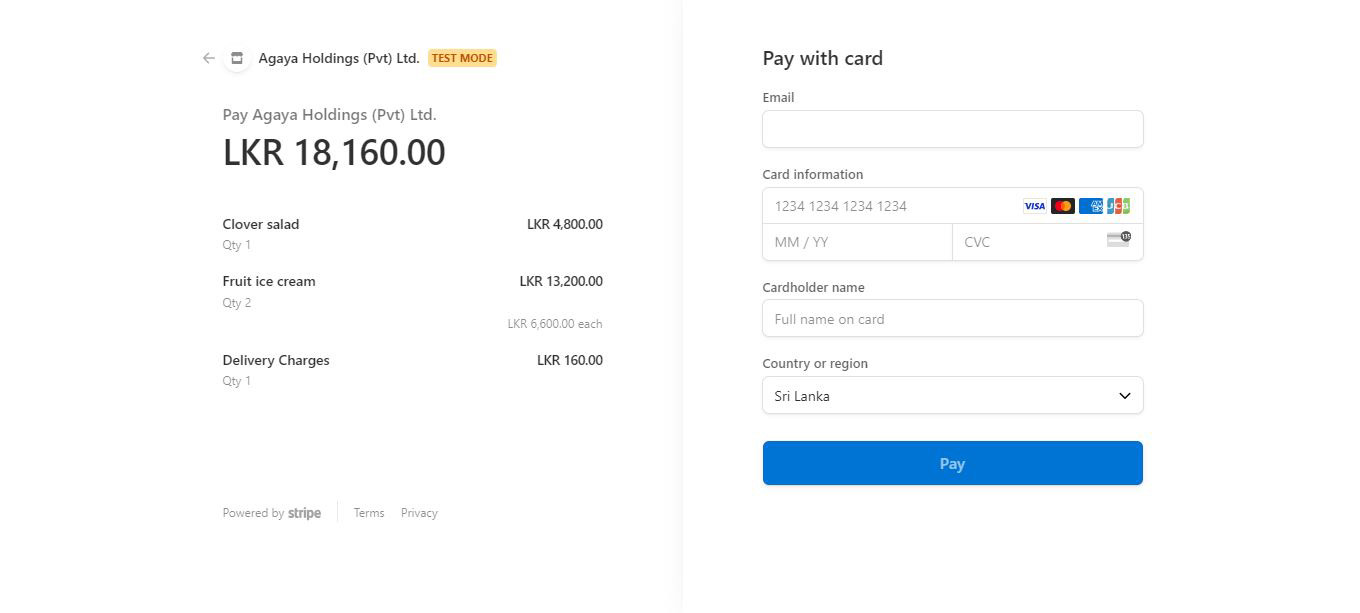 Agaya Holdings (Pvt) Ltd. TEST MODE
Pay Agaya Holdings (Pvt) Ltd.
LKR 18,160.00
Clover salad LKR 4,800.00
Qty 1
Fruit ice cream LKR 13,200.00
Qty 2
LKR 6,600.00 each
Delivery Charges LKR 160.00
Qty 1
Powered by stripe Terms Privacy
Pay with card
Email
Card information
1234 1234 1234 1234 VISA AMEX JCB
MM / YY CVC 135
Cardholder name
Full name on card
Country or region
Sri Lanka
Pay